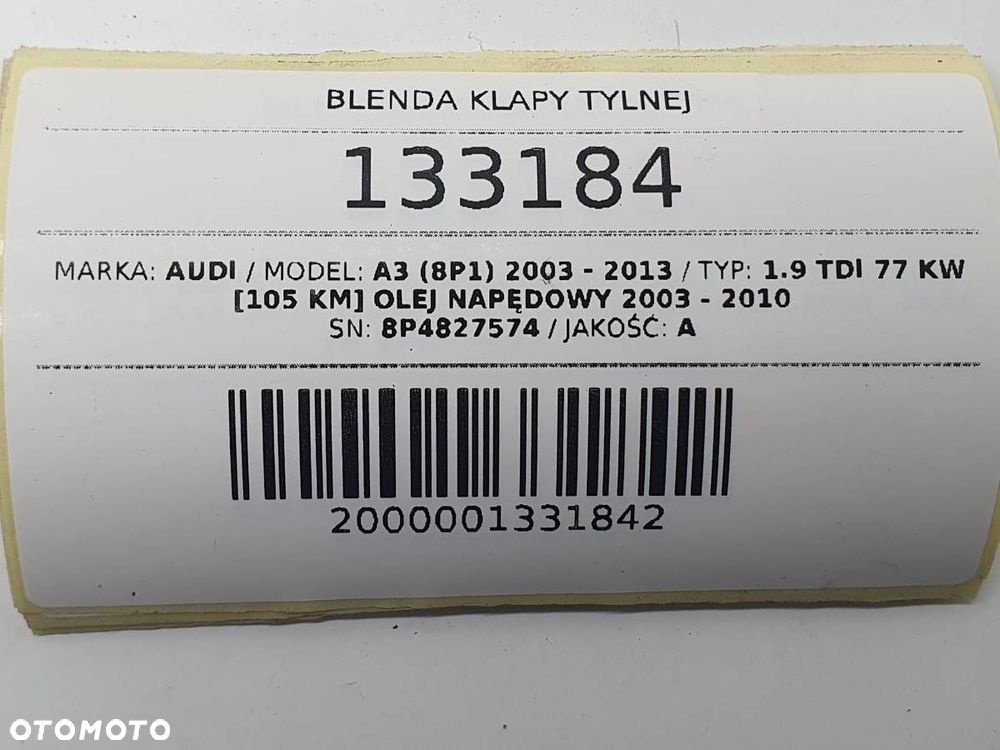 BLENDA KLAPY TYLNEJ
133184
MARKA: AUDI / MODEL: A3 (8P1) 2003 - 2013 / TYP: 1.9 TDI 77 KW
[105 KM] OLEJ NAPĘDOWY 2003 - 2010
SN: 8P4827574 / JAKOŚĆ: A
2000001331842
OTOMOTO